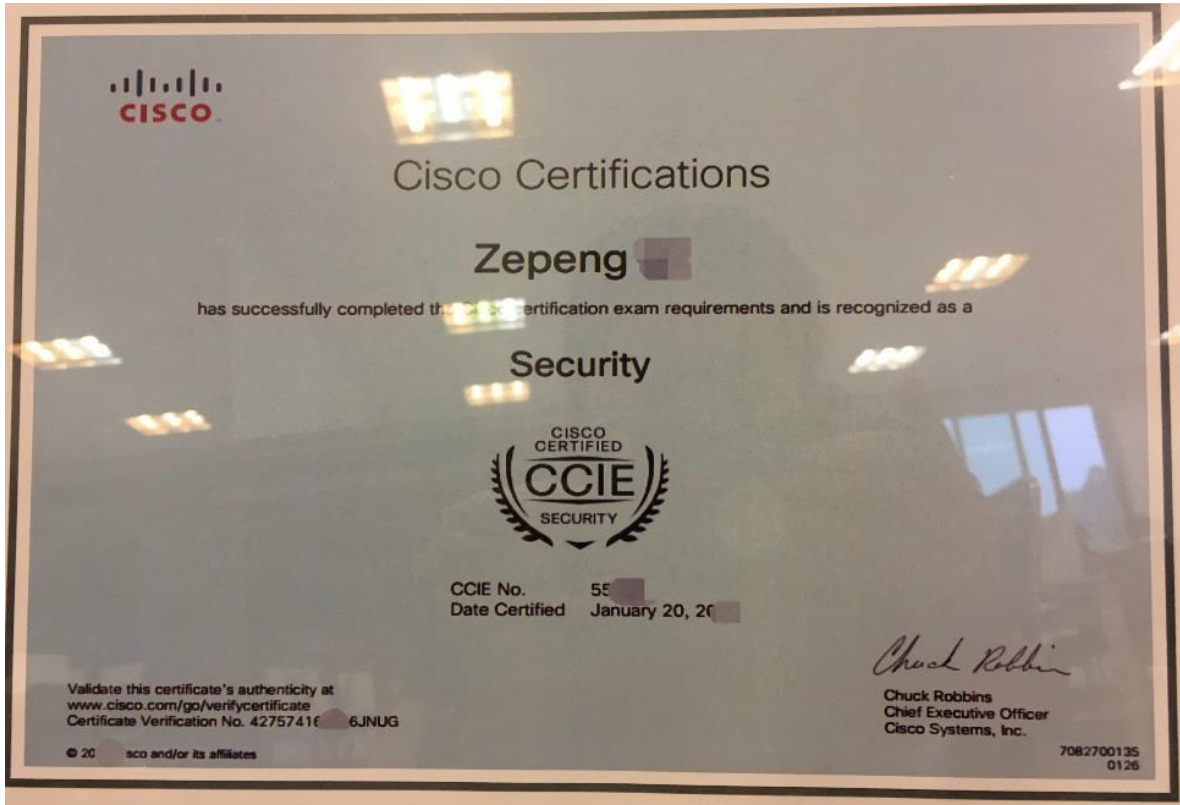 CISCO
Cisco Certifications
Zepeng
has successfully completed certification exam requirements and is recognized as a
Security
CISCO
CERTIFIED
CCIE
SECURITY
CCIE No. 55
Date Certified January 20, 20
Chuck Robbins
Validate this certificate's authenticity at
www.cisco.com/go/verifycertificate
Certificate Verification No. 42757416 6JNUG
© 20 sco and/or its affiliates
Chuck Robbins
Chief Executive Officer
Cisco Systems, Inc.
7082700135
0126